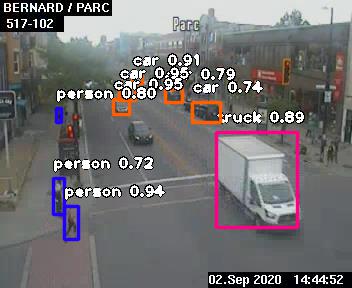 BERNARD / PARC
517-102
Parc
car 0.91
car 0.95
0.79
car 0.95
car 0.74
person 0.80
truck 0.89
person 0.72
person 0.94
02.Sep 2020 14:44:52